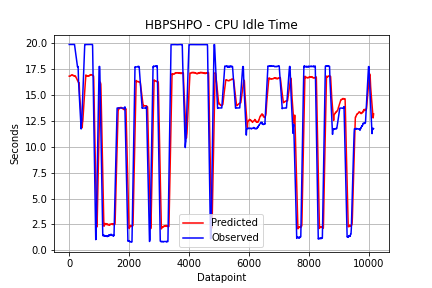 HBPSHPO - CPU Idle Time
20.0
17.5
15.0
12.5
10.0
7.5
5.0
2.5
0.0
Seconds
Predicted
Observed
0 2000 4000 6000 8000 10000
Datapoint